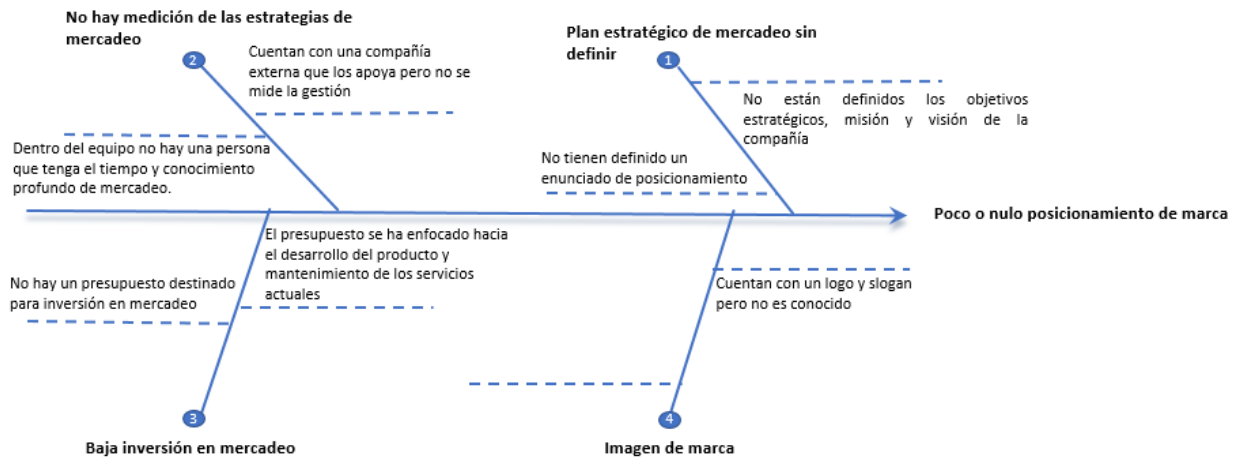 No hay medición de las estrategias de
mercadeo
2
Cuentan con una compañía
externa que los apoya pero no se
mide la gestión
Dentro del equipo no hay una persona
que tenga el tiempo y conocimiento
profundo de mercadeo.
Plan estratégico de mercadeo sin
definir
1
No están definidos los objetivos
estratégicos, misión y visión de la
compañía
No tienen definido un
enunciado de posicionamiento
Poco o nulo posicionamiento de marca
El presupuesto se ha enfocado hacia
el desarrollo del producto y
mantenimiento de los servicios
actuales
No hay un presupuesto destinado
para inversión en mercadeo
3
Baja inversión en mercadeo
Cuentan con un logo y slogan
pero no es conocido
4
Imagen de marca